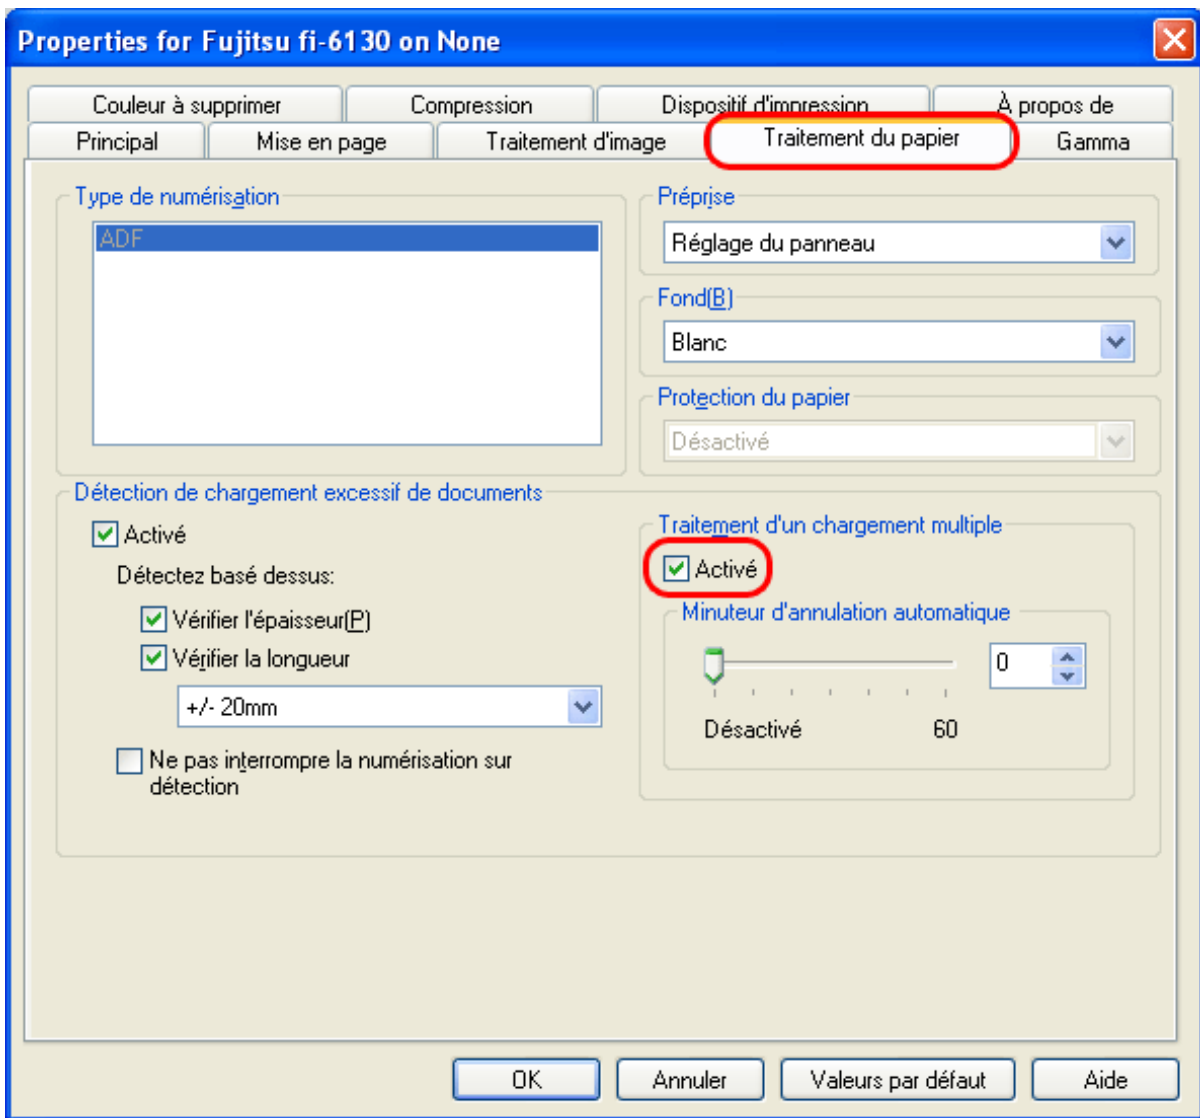 Properties for Fujitsu fi-6130 on None
Couleur à supprimer
Compression
Dispositif d'impression
À propos de
Principal
Mise en page
Traitement d'image
Traitement du papier
Gamma
Type de numérisation
ADF
Préprise
Réglage du panneau
Fond(B)
Blanc
Protection du papier
Désactivé
Détection de chargement excessif de documents
Activé
Détectez basé dessus:
Vérifier l'épaisseur(P)
Vérifier la longueur
+/- 20mm
Ne pas interrompre la numérisation sur
détection
Traitement d'un chargement multiple
Activé
Minuteur d'annulation automatique
0
Désactivé
60
OK
Annuler
Valeurs par défaut
Aide